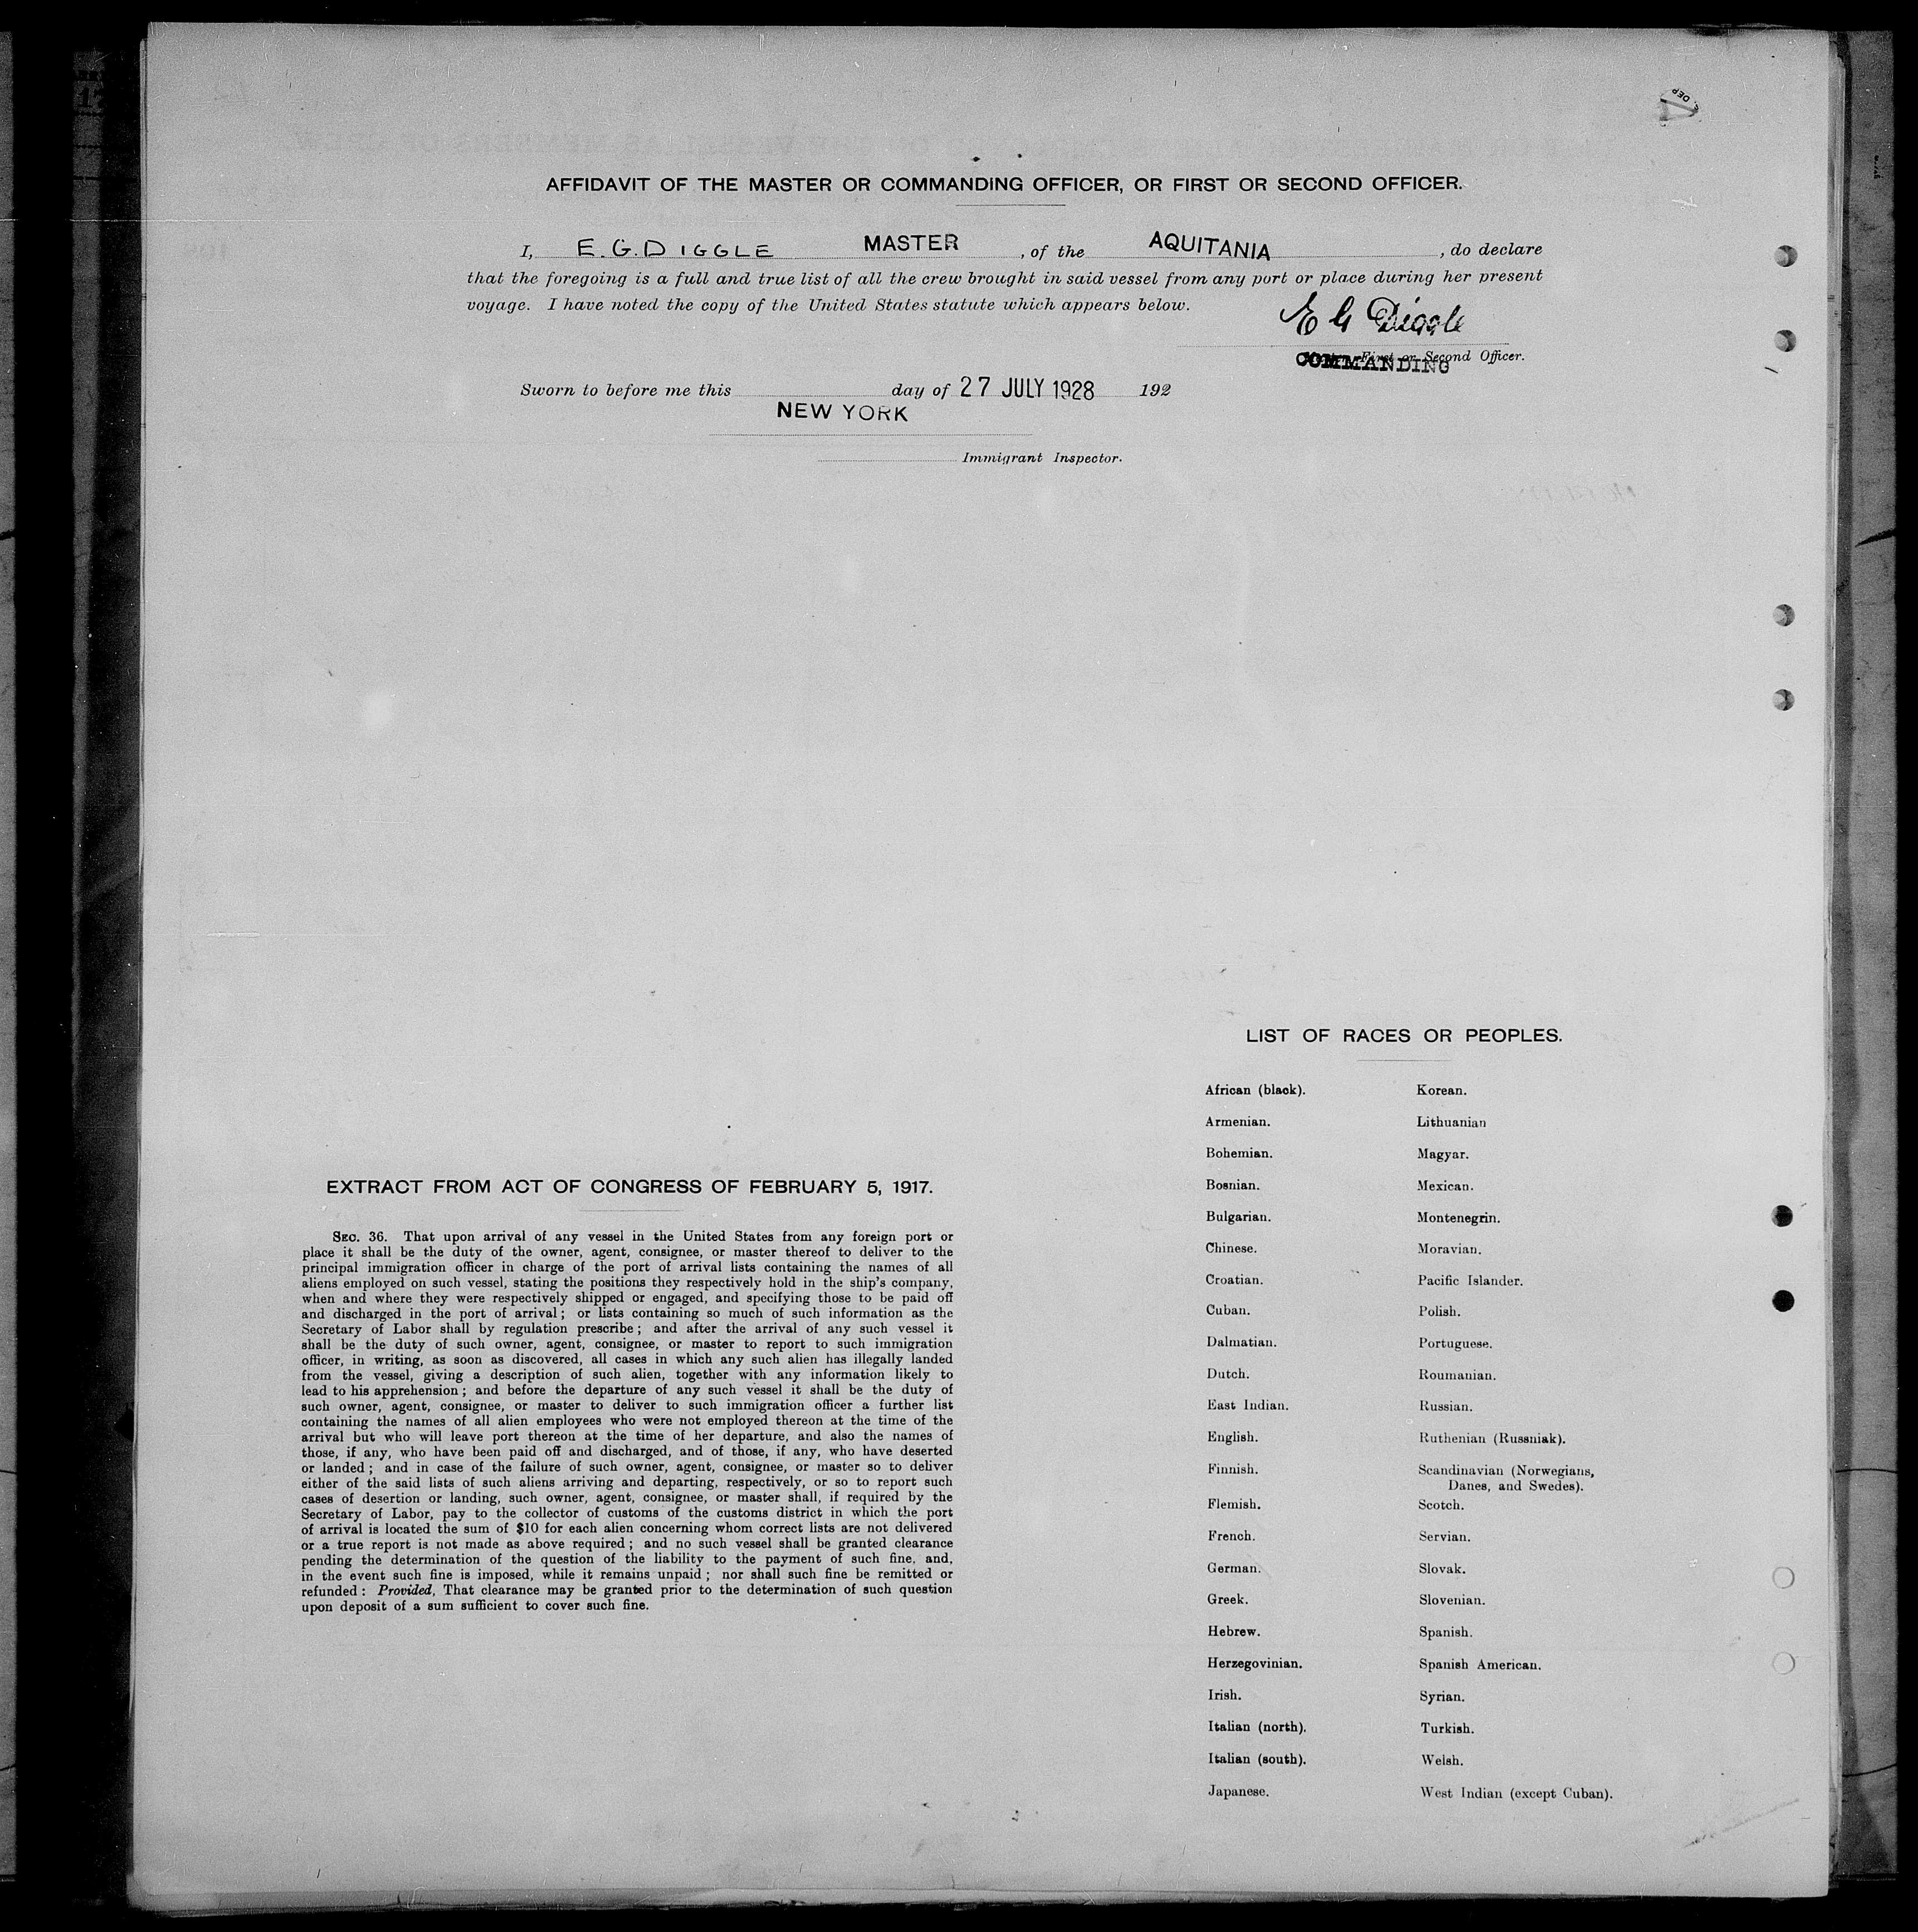 DEP
AFFIDAVIT OF THE MASTER OR COMMANDING OFFICER, OR FIRST OR SECOND OFFICER.
I, E. G. DIGGLE MASTER , of the AQUITANIA , do declare
that the foregoing is a full and true list of all the crew brought in said vessel from any port or place during her present
voyage. I have noted the copy of the United States statute which appears below.
E G Diggle
COMMANDING First or Second Officer.
Sworn to before me this day of 27 JULY 1928 192
NEW YORK
Immigrant Inspector.
EXTRACT FROM ACT OF CONGRESS OF FEBRUARY 5, 1917.
SEC. 36. That upon arrival of any vessel in the United States from any foreign port or
place it shall be the duty of the owner, agent, consignee, or master thereof to deliver to the
principal immigration officer in charge of the port of arrival lists containing the names of all
aliens employed on such vessel, stating the positions they respectively hold in the ship's company,
when and where they were respectively shipped or engaged, and specifying those to be paid off
and discharged in the port of arrival; or lists containing so much of such information as the
Secretary of Labor shall by regulation prescribe; and after the arrival of any such vessel it
shall be the duty of such owner, agent, consignee, or master to report to such immigration
officer, in writing, as soon as discovered, all cases in which any such alien has illegally landed
from the vessel, giving a description of such alien, together with any information likely to
lead to his apprehension; and before the departure of any such vessel it shall be the duty of
such owner, agent, consignee, or master to deliver to such immigration officer a further list
containing the names of all alien employees who were not employed thereon at the time of the
arrival but who will leave port thereon at the time of her departure, and also the names of
those, if any, who have been paid off and discharged, and of those, if any, who have deserted
or landed; and in case of the failure of such owner, agent, consignee, or master so to deliver
either of the said lists of such aliens arriving and departing, respectively, or so to report such
cases of desertion or landing, such owner, agent, consignee, or master shall, if required by the
Secretary of Labor, pay to the collector of customs of the customs district in which the port
of arrival is located the sum of $10 for each alien concerning whom correct lists are not delivered
or a true report is not made as above required; and no such vessel shall be granted clearance
pending the determination of the question of the liability to the payment of such fine, and,
in the event such fine is imposed, while it remains unpaid; nor shall such fine be remitted or
refunded: Provided, That clearance may be granted prior to the determination of such question
upon deposit of a sum sufficient to cover such fine.
LIST OF RACES OR PEOPLES.
African (black). Korean.
Armenian. Lithuanian
Bohemian. Magyar.
Bosnian. Mexican.
Bulgarian. Montenegrin.
Chinese. Moravian.
Croatian. Pacific Islander.
Cuban. Polish.
Dalmatian. Portuguese.
Dutch. Roumanian.
East Indian. Russian.
English. Ruthenian (Russniak).
Finnish. Scandinavian (Norwegians,
Danes, and Swedes).
Flemish. Scotch.
French. Servian.
German. Slovak.
Greek. Slovenian.
Hebrew. Spanish.
Herzegovinian. Spanish American.
Irish. Syrian.
Italian (north). Turkish.
Italian (south). Welsh.
Japanese. West Indian (except Cuban).